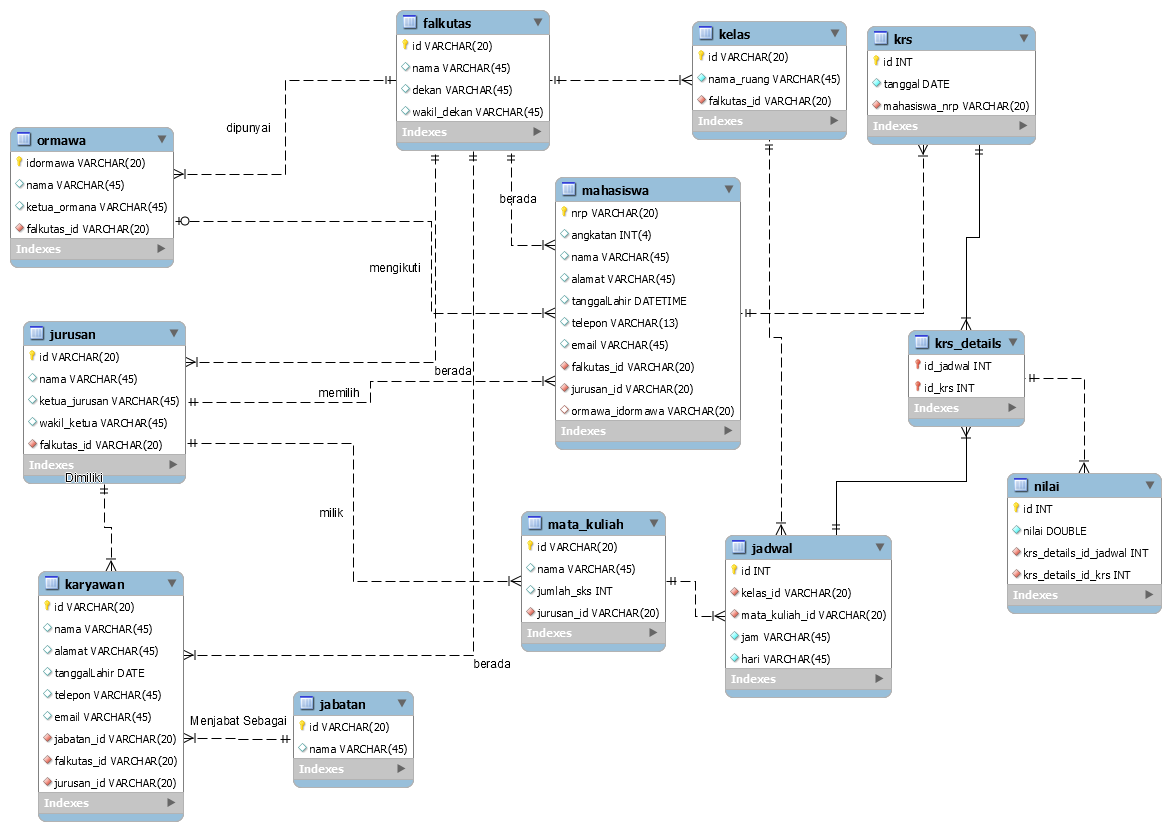 falkutas
id VARCHAR(20)
nama VARCHAR(45)
dekan VARCHAR(45)
wakil_dekan VARCHAR(45)
Indexes
kelas
id VARCHAR(20)
nama_ruang VARCHAR(45)
falkutas_id VARCHAR(20)
Indexes
krs
id INT
tanggal DATE
mahasiswa_nrp VARCHAR(20)
Indexes
dipunyai
ormawa
idormawa VARCHAR(20)
nama VARCHAR(45)
ketua_ormana VARCHAR(45)
falkutas_id VARCHAR(20)
Indexes
berada
mengikuti
mahasiswa
nrp VARCHAR(20)
angkatan INT(4)
nama VARCHAR(45)
alamat VARCHAR(45)
tanggalLahir DATETIME
telepon VARCHAR(13)
email VARCHAR(45)
falkutas_id VARCHAR(20)
jurusan_id VARCHAR(20)
ormawa_idormawa VARCHAR(20)
Indexes
jurusan
id VARCHAR(20)
nama VARCHAR(45)
ketua_jurusan VARCHAR(45)
wakil_ketua VARCHAR(45)
falkutas_id VARCHAR(20)
Indexes
berada
memilih
krs_details
id_jadwal INT
id_krs INT
Indexes
Dimiliki
milik
nilai
id INT
nilai DOUBLE
krs_details_id_jadwal INT
krs_details_id_krs INT
Indexes
mata_kuliah
id VARCHAR(20)
nama VARCHAR(45)
jumlah_sks INT
jurusan_id VARCHAR(20)
Indexes
jadwal
id INT
kelas_id VARCHAR(20)
mata_kuliah_id VARCHAR(20)
jam VARCHAR(45)
hari VARCHAR(45)
Indexes
karyawan
id VARCHAR(20)
nama VARCHAR(45)
alamat VARCHAR(45)
tanggalLahir DATE
telepon VARCHAR(45)
email VARCHAR(45)
jabatan_id VARCHAR(20)
falkutas_id VARCHAR(20)
jurusan_id VARCHAR(20)
Indexes
berada
Menjabat Sebagai
jabatan
id VARCHAR(20)
nama VARCHAR(45)
Indexes